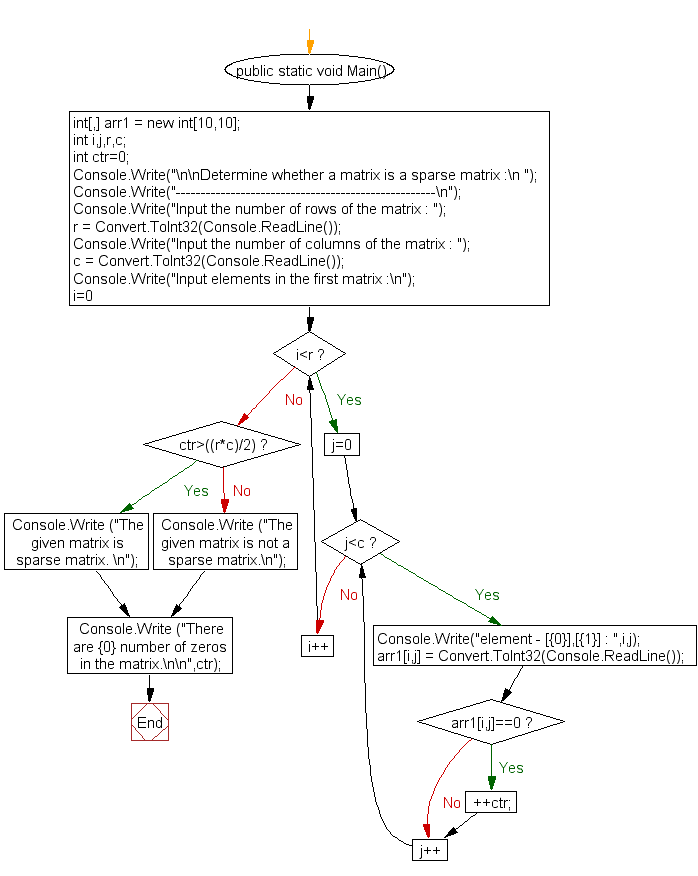 public static void Main()
int[,] arr1 = new int[10,10];
int i,j,r,c;
int ctr=0;
Console.Write("\n\nDetermine whether a matrix is a sparse matrix :\n ");
Console.Write("----------------------------------------------------\n");
Console.Write("Input the number of rows of the matrix : ");
r = Convert.ToInt32(Console.ReadLine());
Console.Write("Input the number of columns of the matrix : ");
c = Convert.ToInt32(Console.ReadLine());
Console.Write("Input elements in the first matrix :\n");
i=0
i<r ?
No
Yes
ctr>((r*c)/2) ?
j=0
Yes
No
Console.Write ("The
given matrix is
sparse matrix. \n");
Console.Write ("The
given matrix is not a
sparse matrix.\n");
j<c ?
No
Yes
i++
Console.Write ("There
are {0} number of zeros
in the matrix.\n\n",ctr);
Console.Write("element - [{0}],[{1}] : ",i,j);
arr1[i,j] = Convert.ToInt32(Console.ReadLine());
End
arr1[i,j]==0 ?
Yes
No
++ctr;
j++